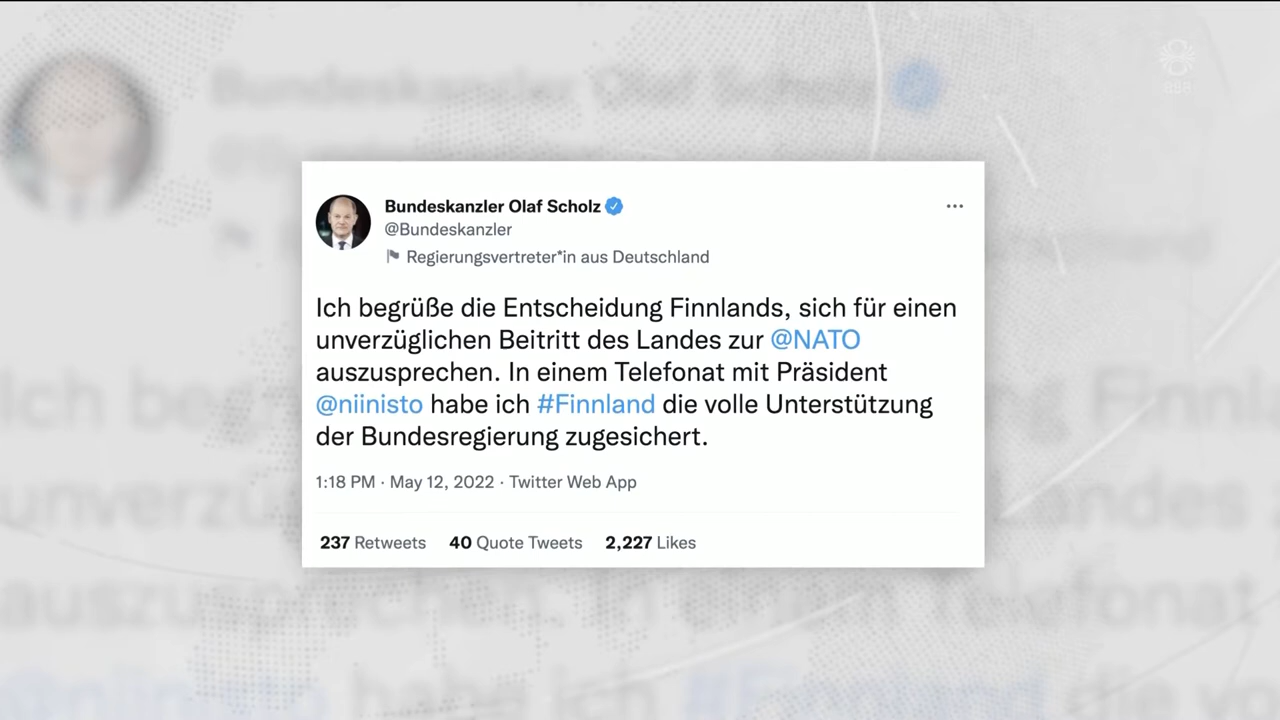 Bundeskanzler Olaf Scholz
@Bundeskanzler
Regierungsvertreter*in aus Deutschland
Ich begrüße die Entscheidung Finnlands, sich für einen
unverzüglichen Beitritt des Landes zur @NATO
auszusprechen. In einem Telefonat mit Präsident
@niinisto habe ich #Finnland die volle Unterstützung
der Bundesregierung zugesichert.
1:18 PM · May 12, 2022 · Twitter Web App
237 Retweets 40 Quote Tweets 2,227 Likes